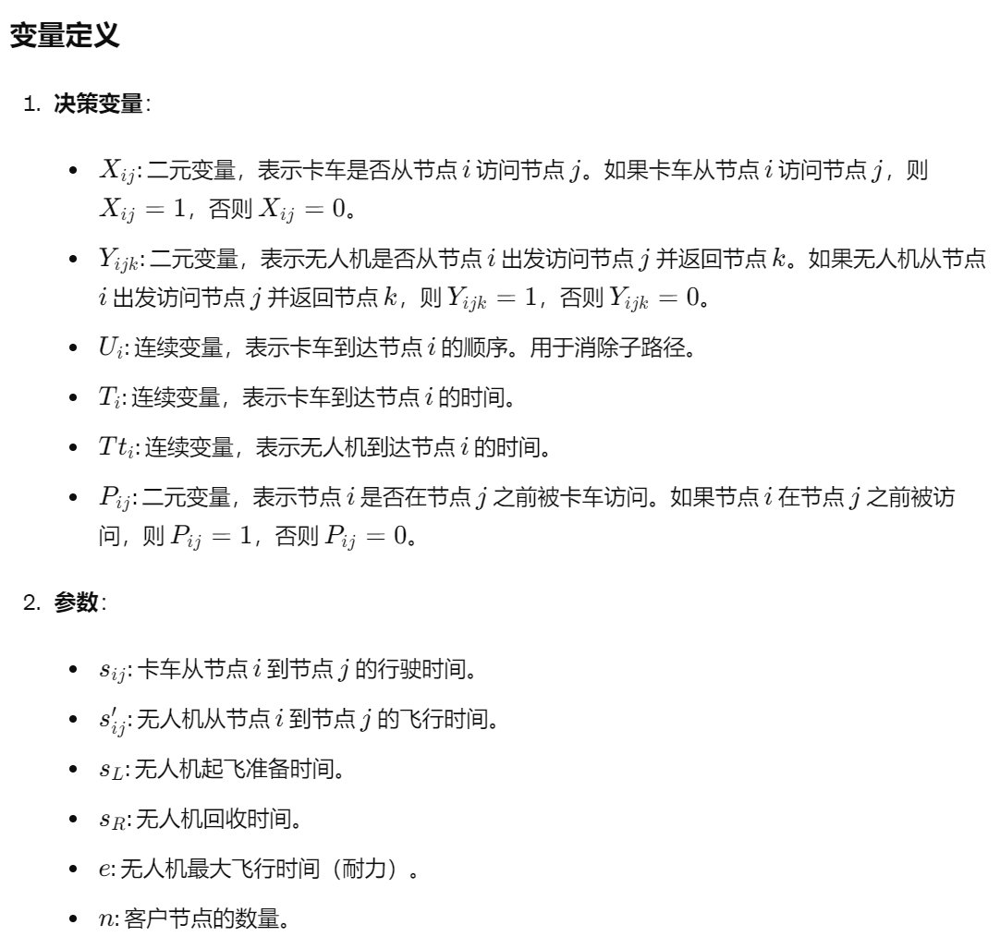 变量定义
1. 决策变量：
• X_{ij}: 二元变量，表示卡车是否从节点 i 访问节点 j。如果卡车从节点 i 访问节点 j，则
X_{ij} = 1，否则 X_{ij} = 0。
• Y_{ijk}: 二元变量，表示无人机是否从节点 i 出发访问节点 j 并返回节点 k。如果无人机从节点
i 出发访问节点 j 并返回节点 k，则 Y_{ijk} = 1，否则 Y_{ijk} = 0。
• U_i: 连续变量，表示卡车到达节点 i 的顺序。用于消除子路径。
• T_i: 连续变量，表示卡车到达节点 i 的时间。
• Tt_i: 连续变量，表示无人机到达节点 i 的时间。
• P_{ij}: 二元变量，表示节点 i 是否在节点 j 之前被卡车访问。如果节点 i 在节点 j 之前被访
问，则 P_{ij} = 1，否则 P_{ij} = 0。
2. 参数：
• s_{ij}: 卡车从节点 i 到节点 j 的行驶时间。
• s'_{ij}: 无人机从节点 i 到节点 j 的飞行时间。
• s_L: 无人机起飞准备时间。
• s_R: 无人机回收时间。
• e: 无人机最大飞行时间（耐力）。
• n: 客户节点的数量。